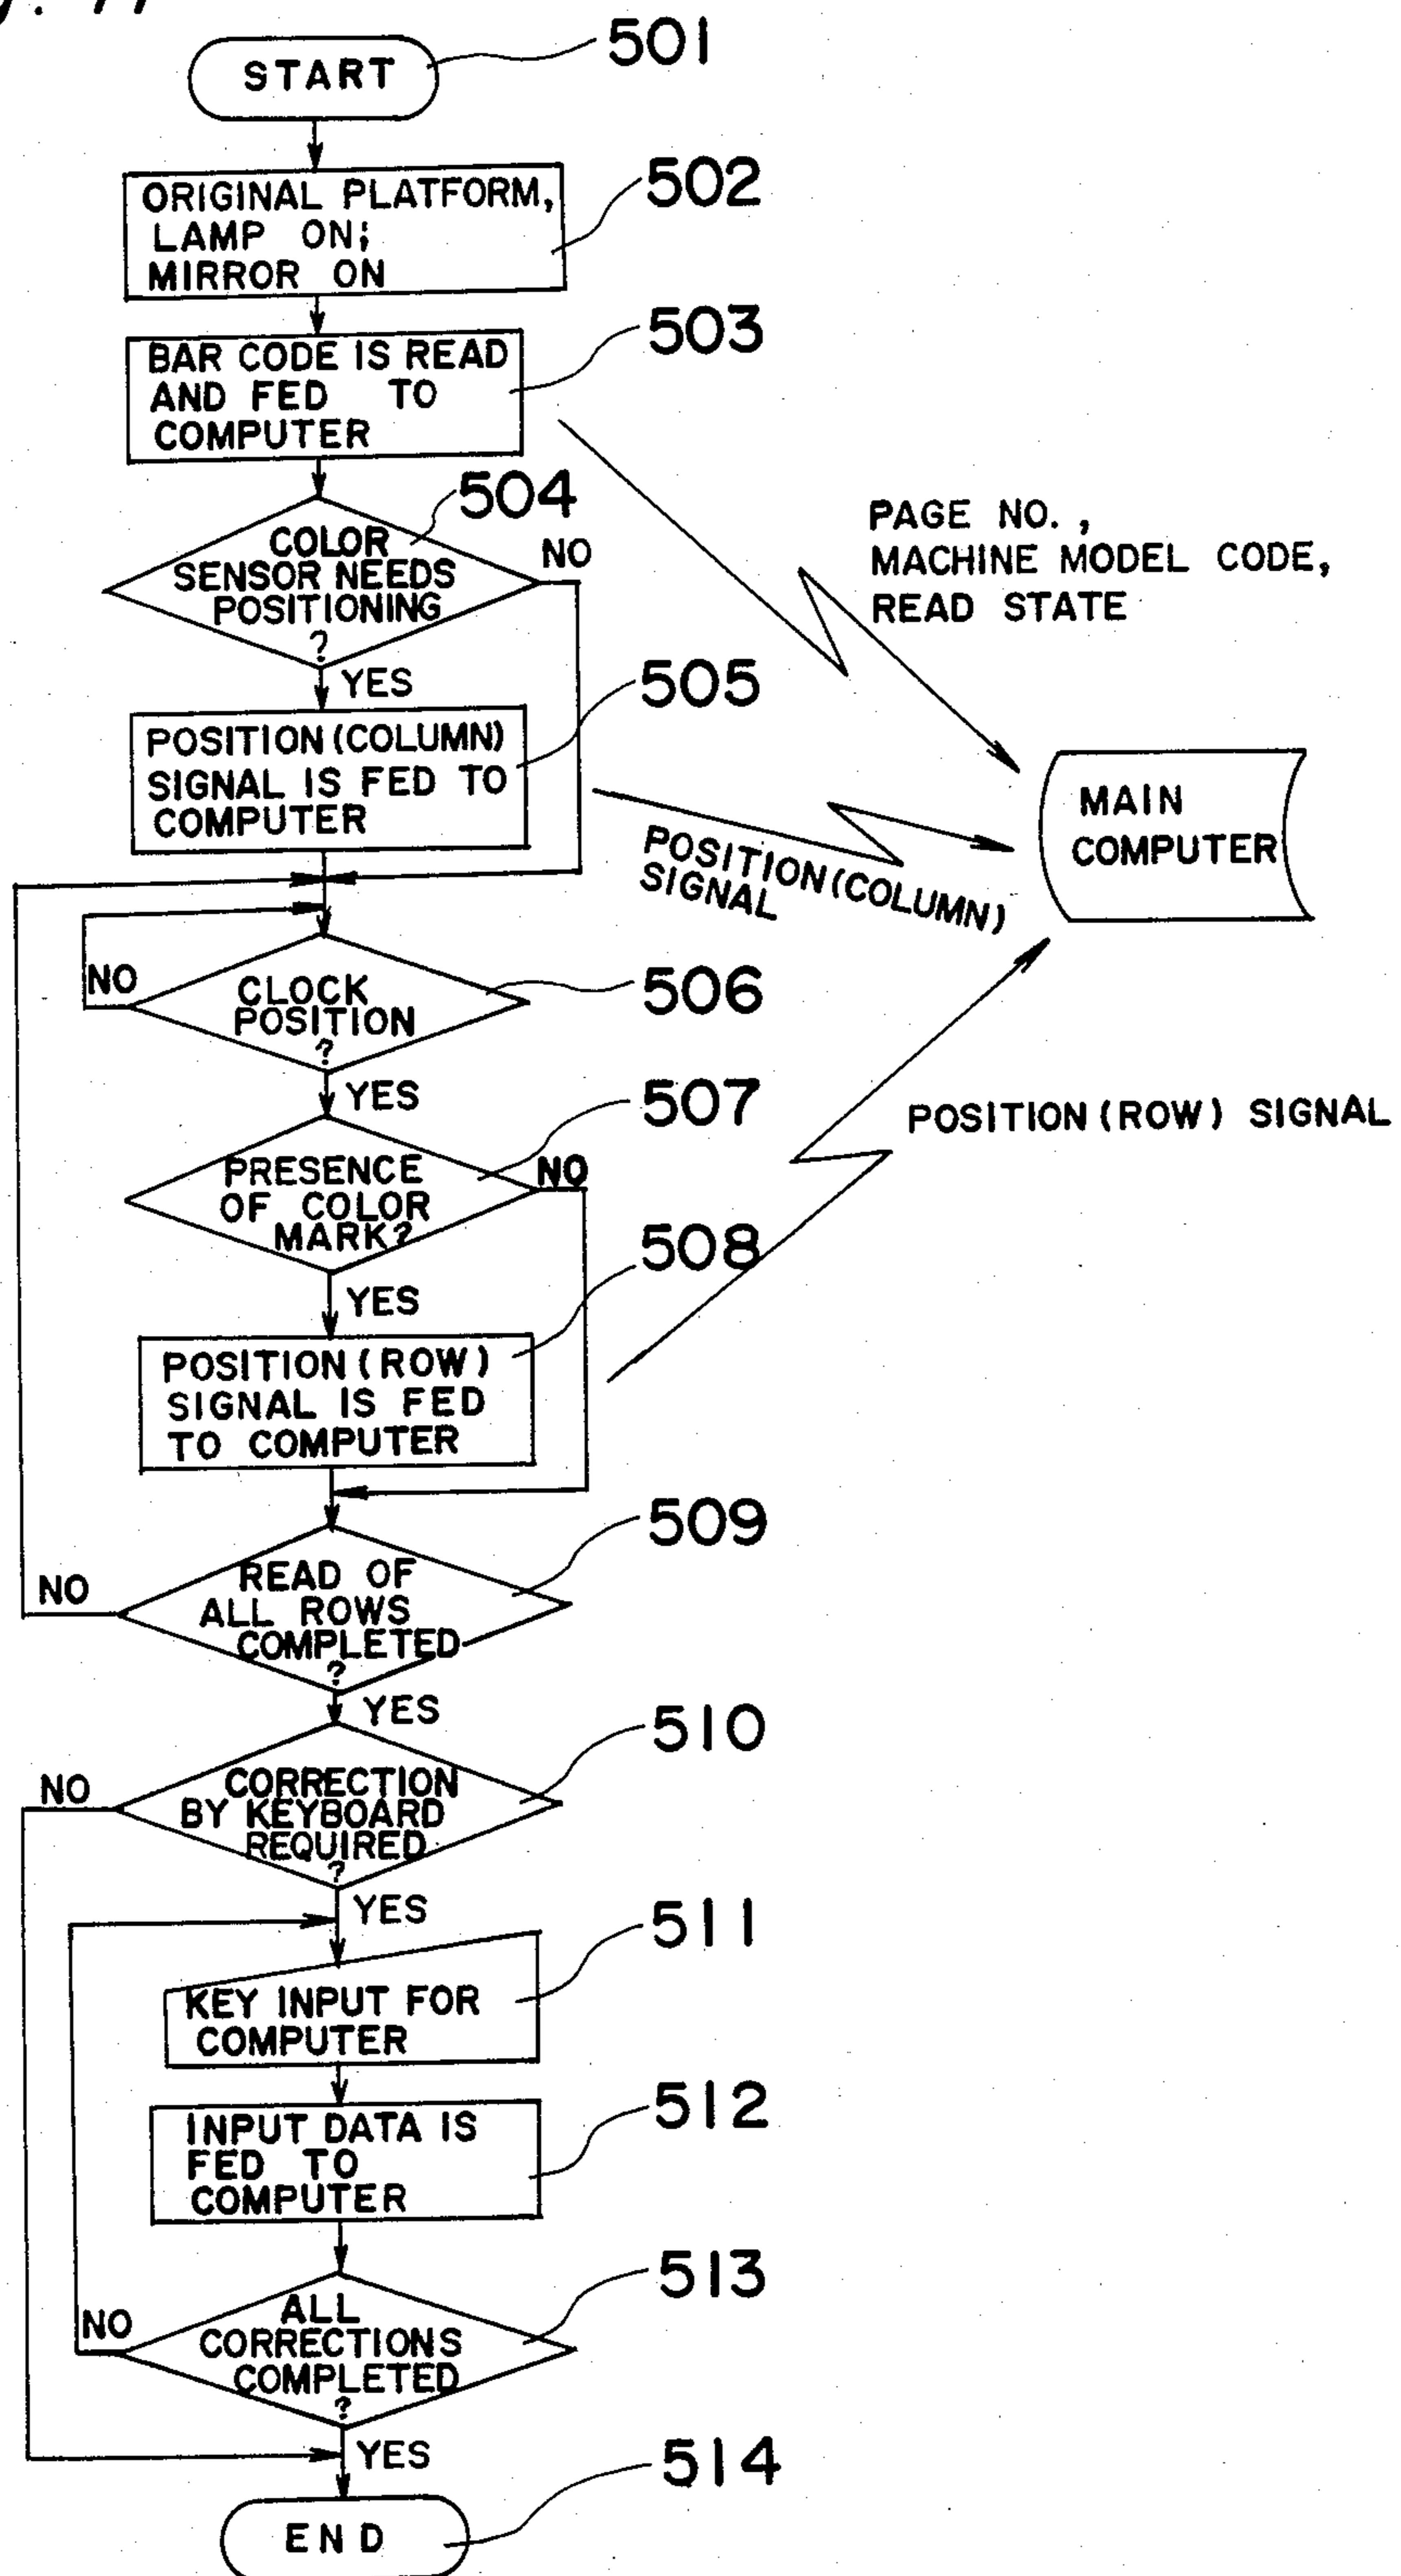 START
501
ORIGINAL PLATFORM,
LAMP ON;
MIRROR ON
502
BAR CODE IS READ
AND FED TO
COMPUTER
503
PAGE NO.,
MACHINE MODEL CODE,
READ STATE
504
COLOR
SENSOR NEEDS
POSITIONING
?
NO
YES
505
POSITION (COLUMN)
SIGNAL IS FED TO
COMPUTER
POSITION (COLUMN)
SIGNAL
MAIN
COMPUTER
NO
CLOCK
POSITION
?
506
YES
507
PRESENCE
OF COLOR
MARK?
NO
POSITION (ROW) SIGNAL
YES
508
POSITION (ROW)
SIGNAL IS FED
TO COMPUTER
509
NO
READ OF
ALL ROWS
COMPLETED
?
YES
510
NO
CORRECTION
BY KEYBOARD
REQUIRED
?
YES
511
KEY INPUT FOR
COMPUTER
512
INPUT DATA IS
FED TO
COMPUTER
513
NO
ALL
CORRECTIONS
COMPLETED
?
YES
514
END